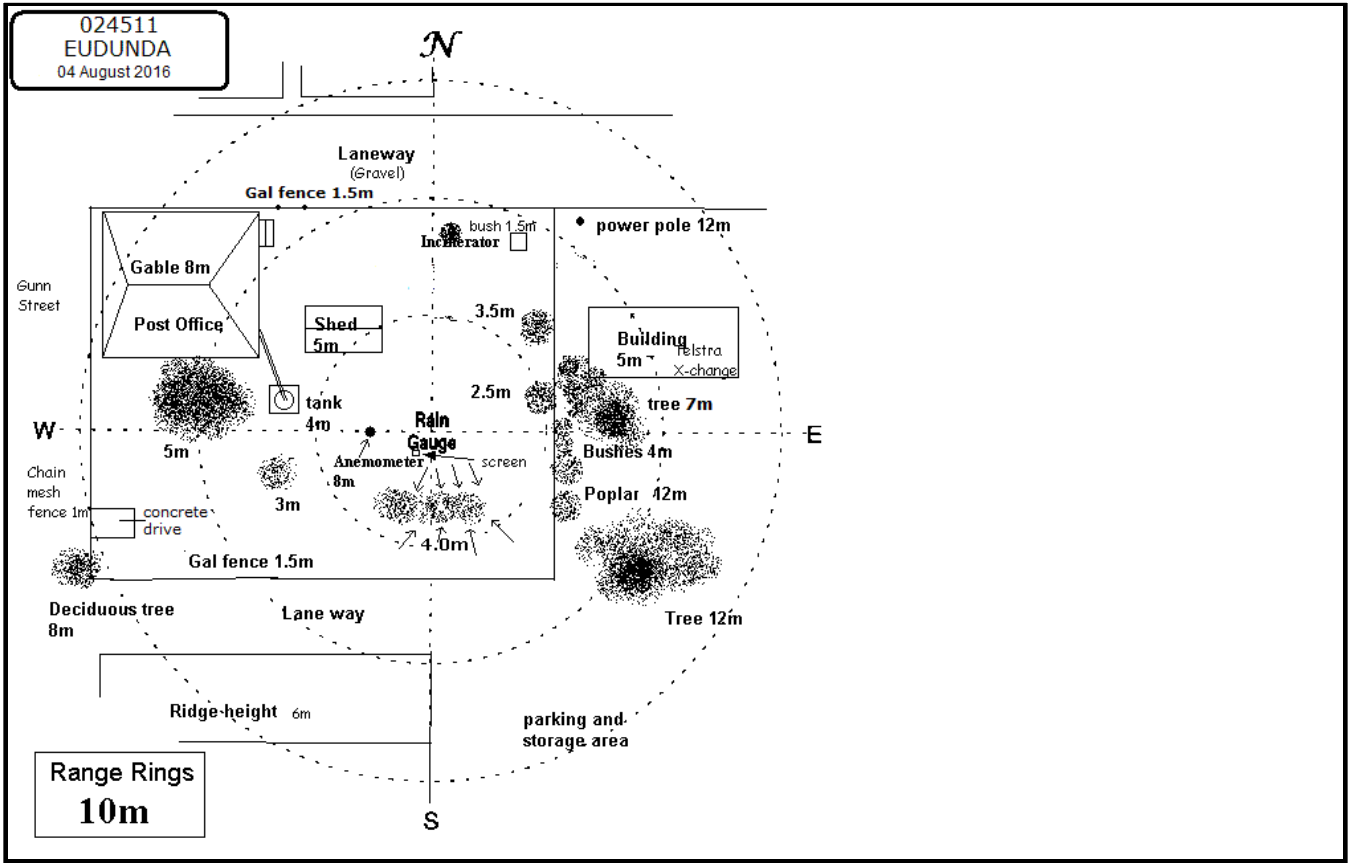 024511
EUDUNDA
04 August 2016
N
Laneway
(Gravel)
Gal fence 1.5m
bush 1.5m
Incinerator
power pole 12m
Gable 8m
Gunn
Street
Post Office
Shed
5m
3.5m
Building
5m
Telstra
X-change
2.5m
tree 7m
tank
4m
W
Rain
Gauge
E
5m
Anemometer
8m
screen
Bushes 4m
Chain
mesh
fence 1m
concrete
drive
3m
Poplar 12m
4.0m
Gal fence 1.5m
Deciduous tree
8m
Lane way
Tree 12m
Ridge height 6m
parking and
storage area
Range Rings
10m
S